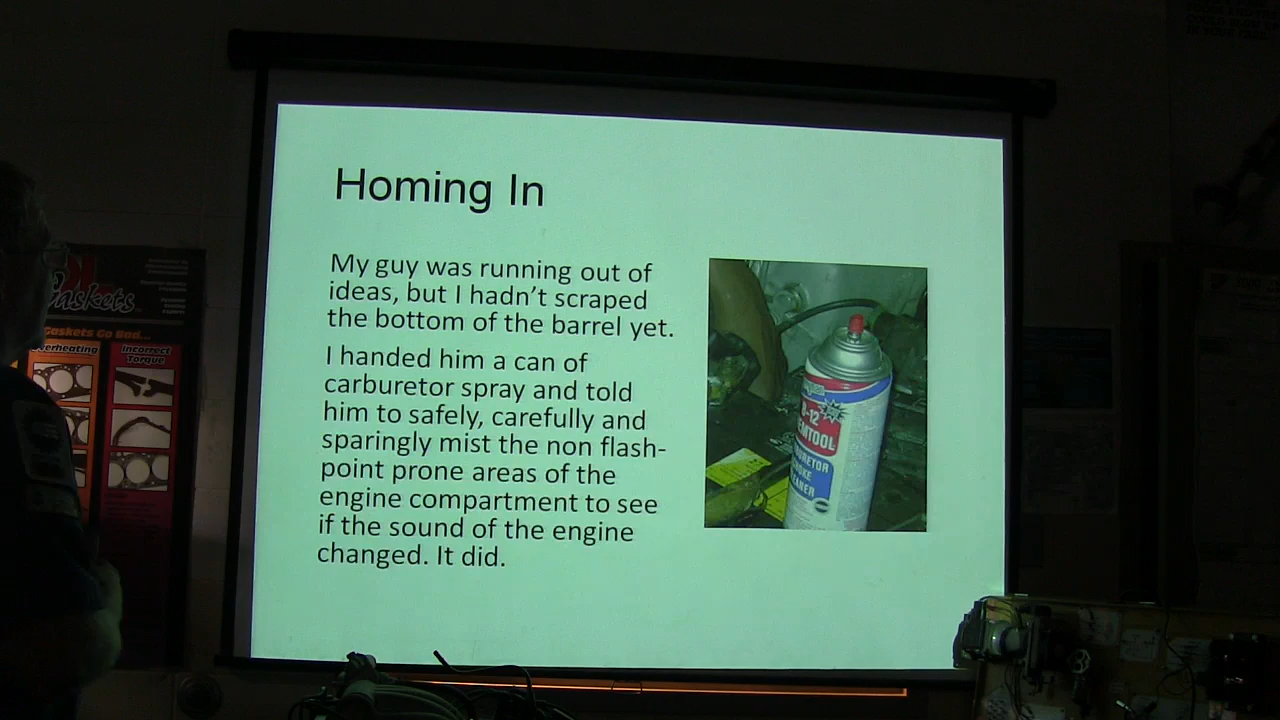 Homing In
My guy was running out of
ideas, but I hadn't scraped
the bottom of the barrel yet.
I handed him a can of
carburetor spray and told
him to safely, carefully and
sparingly mist the non flash-
point prone areas of the
engine compartment to see
if the sound of the engine
changed. It did.
Gaskets Go Bad...
Incorrect
Torque